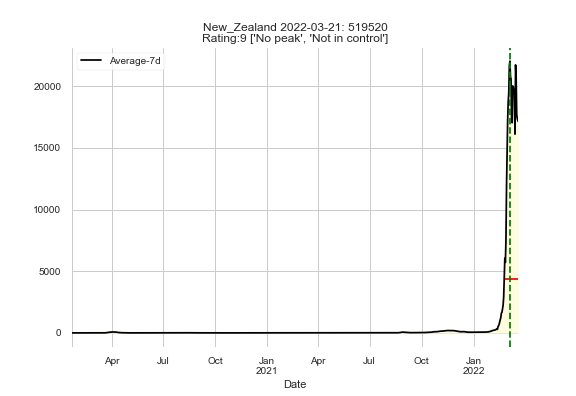 New_Zealand 2022-03-21: 519520
Rating:9 ['No peak', 'Not in control']
Average-7d
20000
15000
10000
5000
0
Apr
Jul
Oct
Jan
2021
Apr
Jul
Oct
Jan
2022
Date